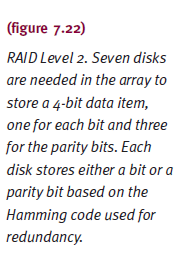 (figure 7.22)
RAID Level 2. Seven disks
are needed in the array to
store a 4-bit data item,
one for each bit and three
for the parity bits. Each
disk stores either a bit or a
parity bit based on the
Hamming code used for
redundancy.